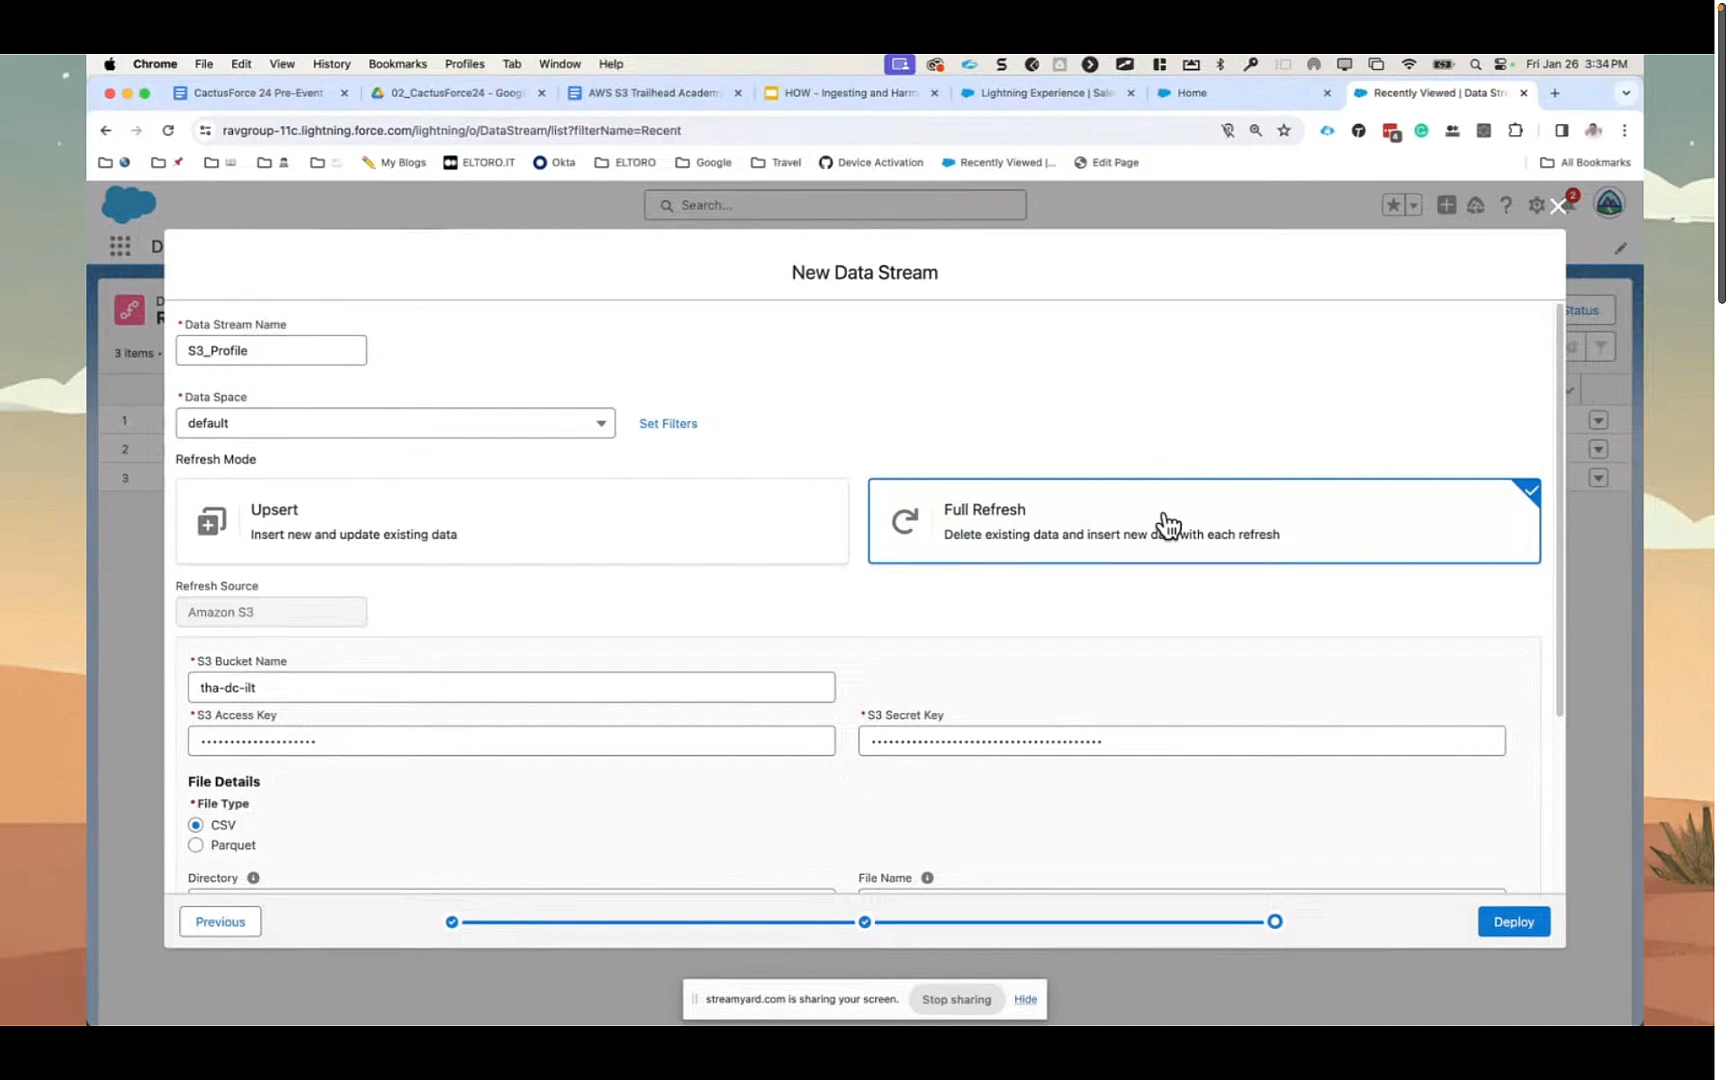 Chrome File Edit View History Bookmarks Profiles Tab Window Help Fri Jan 26 3:34 PM
CactusForce 24 Pre-Event 02_CactusForce24 - Googl AWS S3 Trailhead Academy HOW - Ingesting and Harm Lightning Experience | Sale Home Recently Viewed | Data Stre
ravgroup-11c.lightning.force.com/lightning/o/DataStream/list?filterName=Recent
My Blogs ELTORO.IT Okta ELTORO Google Travel Device Activation Recently Viewed |... Edit Page All Bookmarks
Search...
2
D
New Data Stream
D
R
Status
3 items •
1
2
3
* Data Stream Name
S3_Profile
* Data Space
default
Set Filters
Refresh Mode
Upsert
Insert new and update existing data
Full Refresh
Delete existing data and insert new with each refresh
Refresh Source
Amazon S3
* S3 Bucket Name
tha-dc-ilt
* S3 Access Key
* S3 Secret Key
File Details
* File Type
CSV
Parquet
Directory
File Name
Previous
Deploy
streamyard.com is sharing your screen. Stop sharing Hide